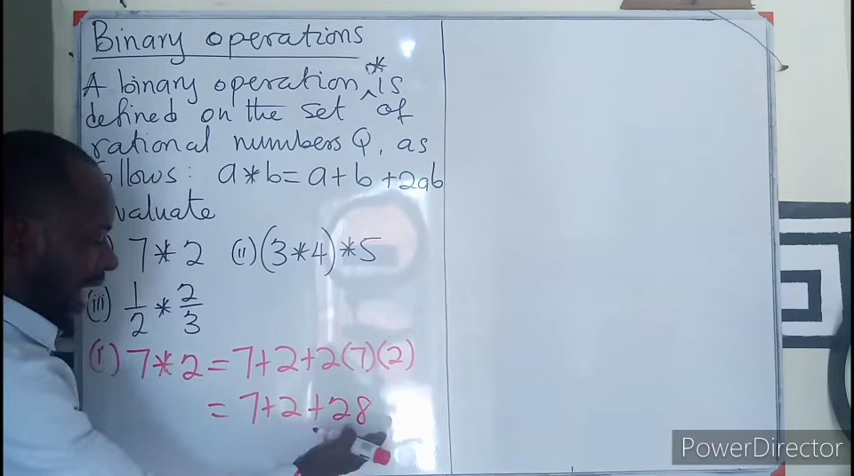 Binary operations
*
A binary operation ^ is
defined on the set of
rational numbers Q, as
follows: a*b=a+b+2ab
valuate
) 7*2 (ii) (3*4)*5
(iii) 1/2 * 2/3
(i) 7*2 = 7+2+2(7)(2)
= 7+2+28
PowerDirector